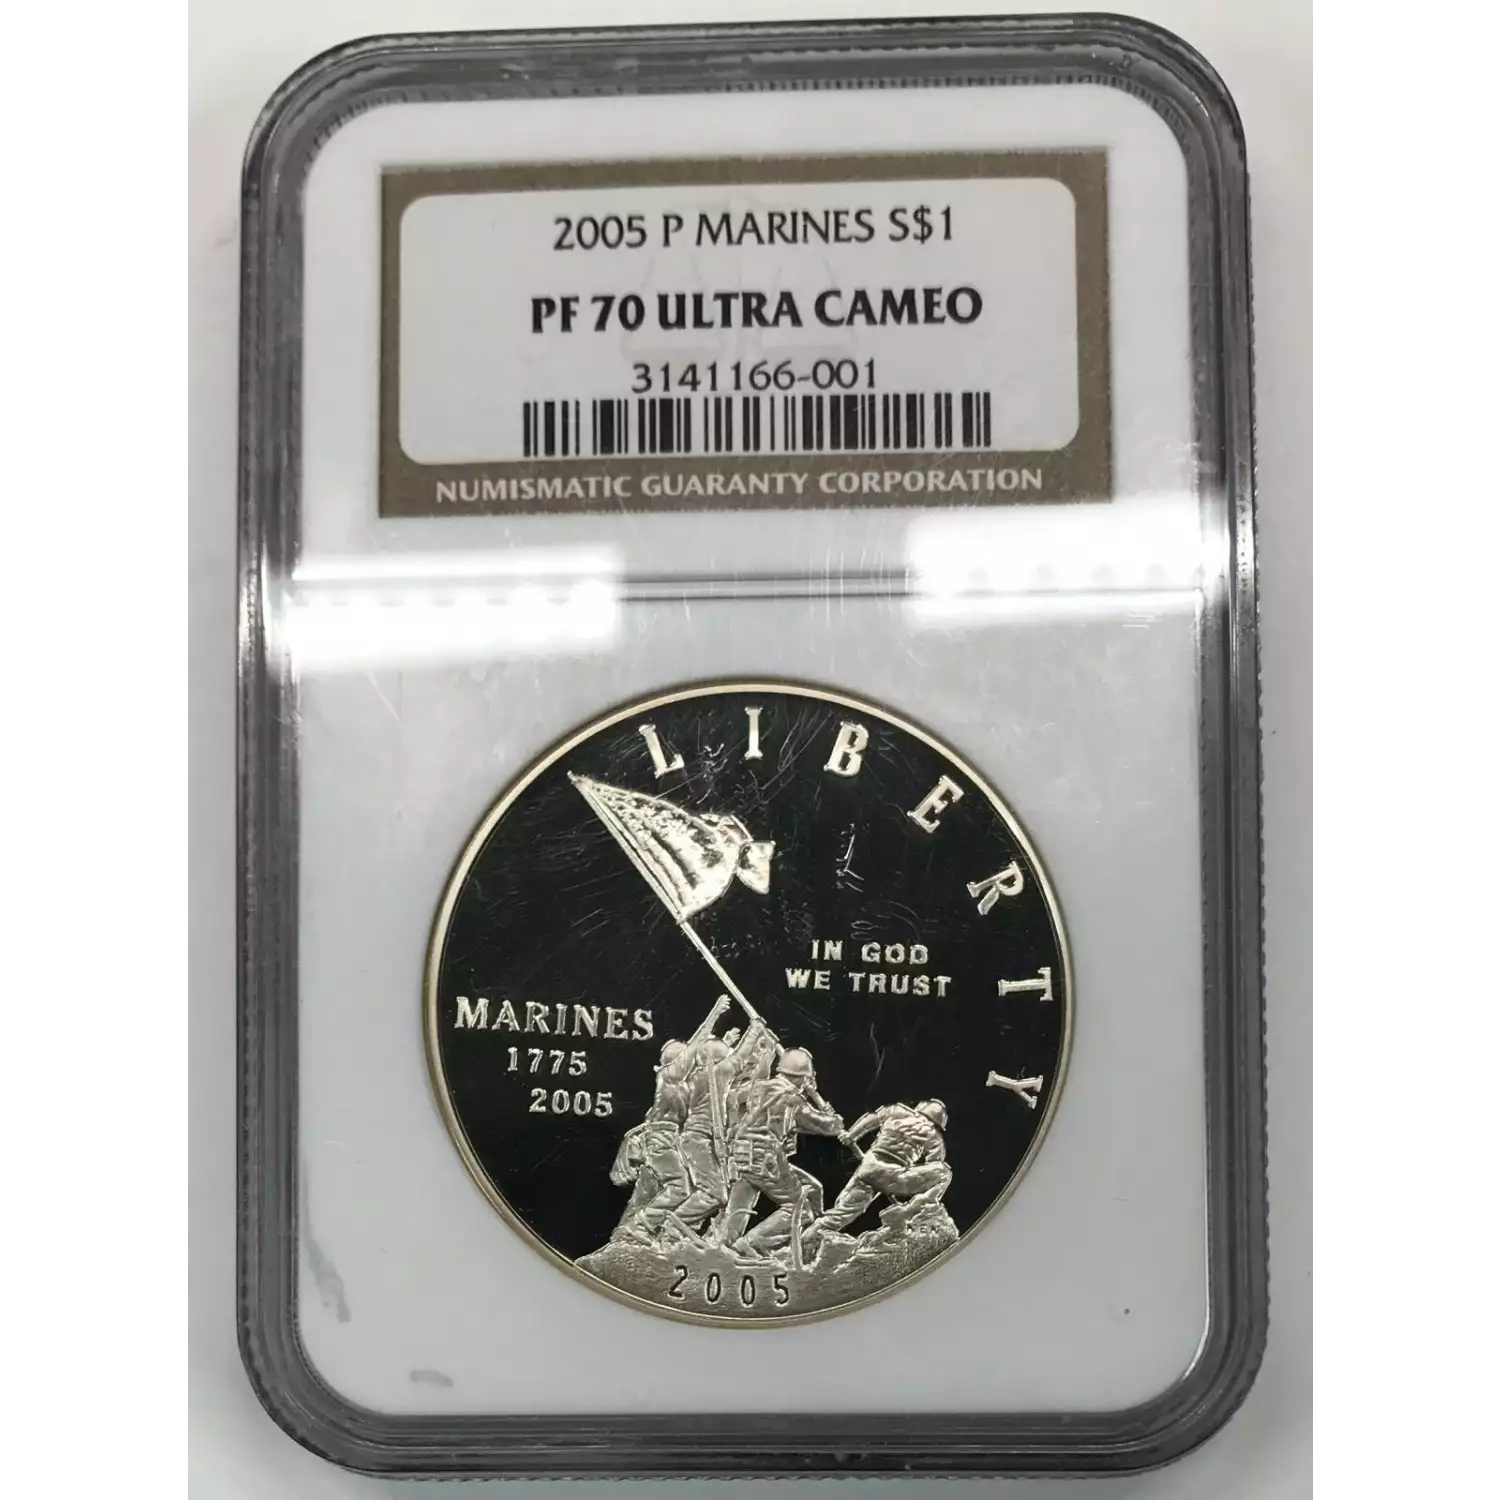 2005 P MARINES S$1
PF 70 ULTRA CAMEO
3141166-001
NUMISMATIC GUARANTY CORPORATION
LIBERTY
IN GOD
WE TRUST
MARINES
1775
2005
2005